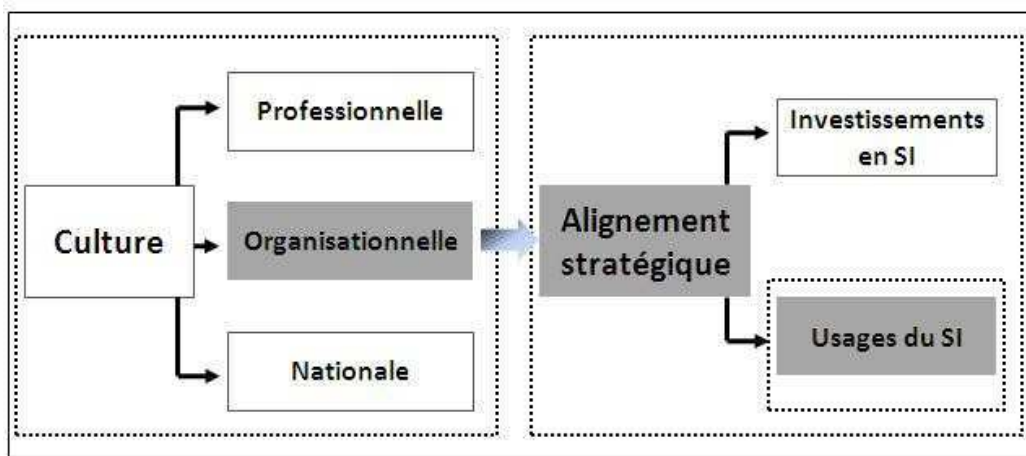 Professionnelle
Culture
Organisationnelle
Nationale
Investissements
en SI
Alignement
stratégique
Usages du SI